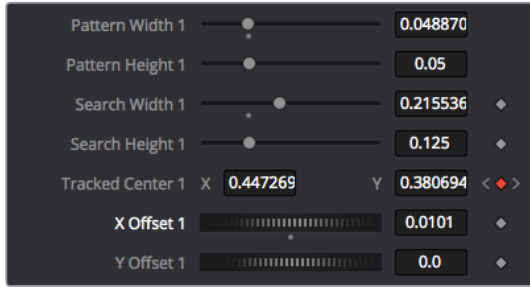 Pattern Width 1 0.048870
Pattern Height 1 0.05
Search Width 1 0.215536
Search Height 1 0.125
Tracked Center 1 X 0.447269 Y 0.380694
X Offset 1 0.0101
Y Offset 1 0.0